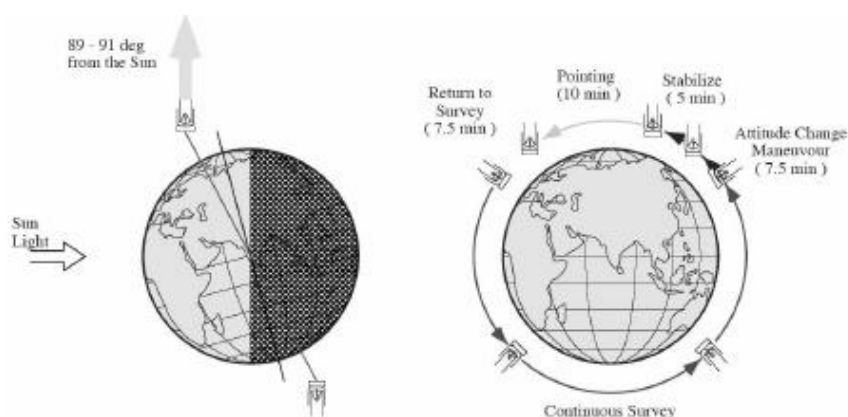 89 - 91 deg
from the Sun
Sun
Light
Pointing
(10 min)
Stabilize
( 5 min )
Return to
Survey
( 7.5 min )
Attitude Change
Maneuvour
( 7.5 min )
Continuous Survey